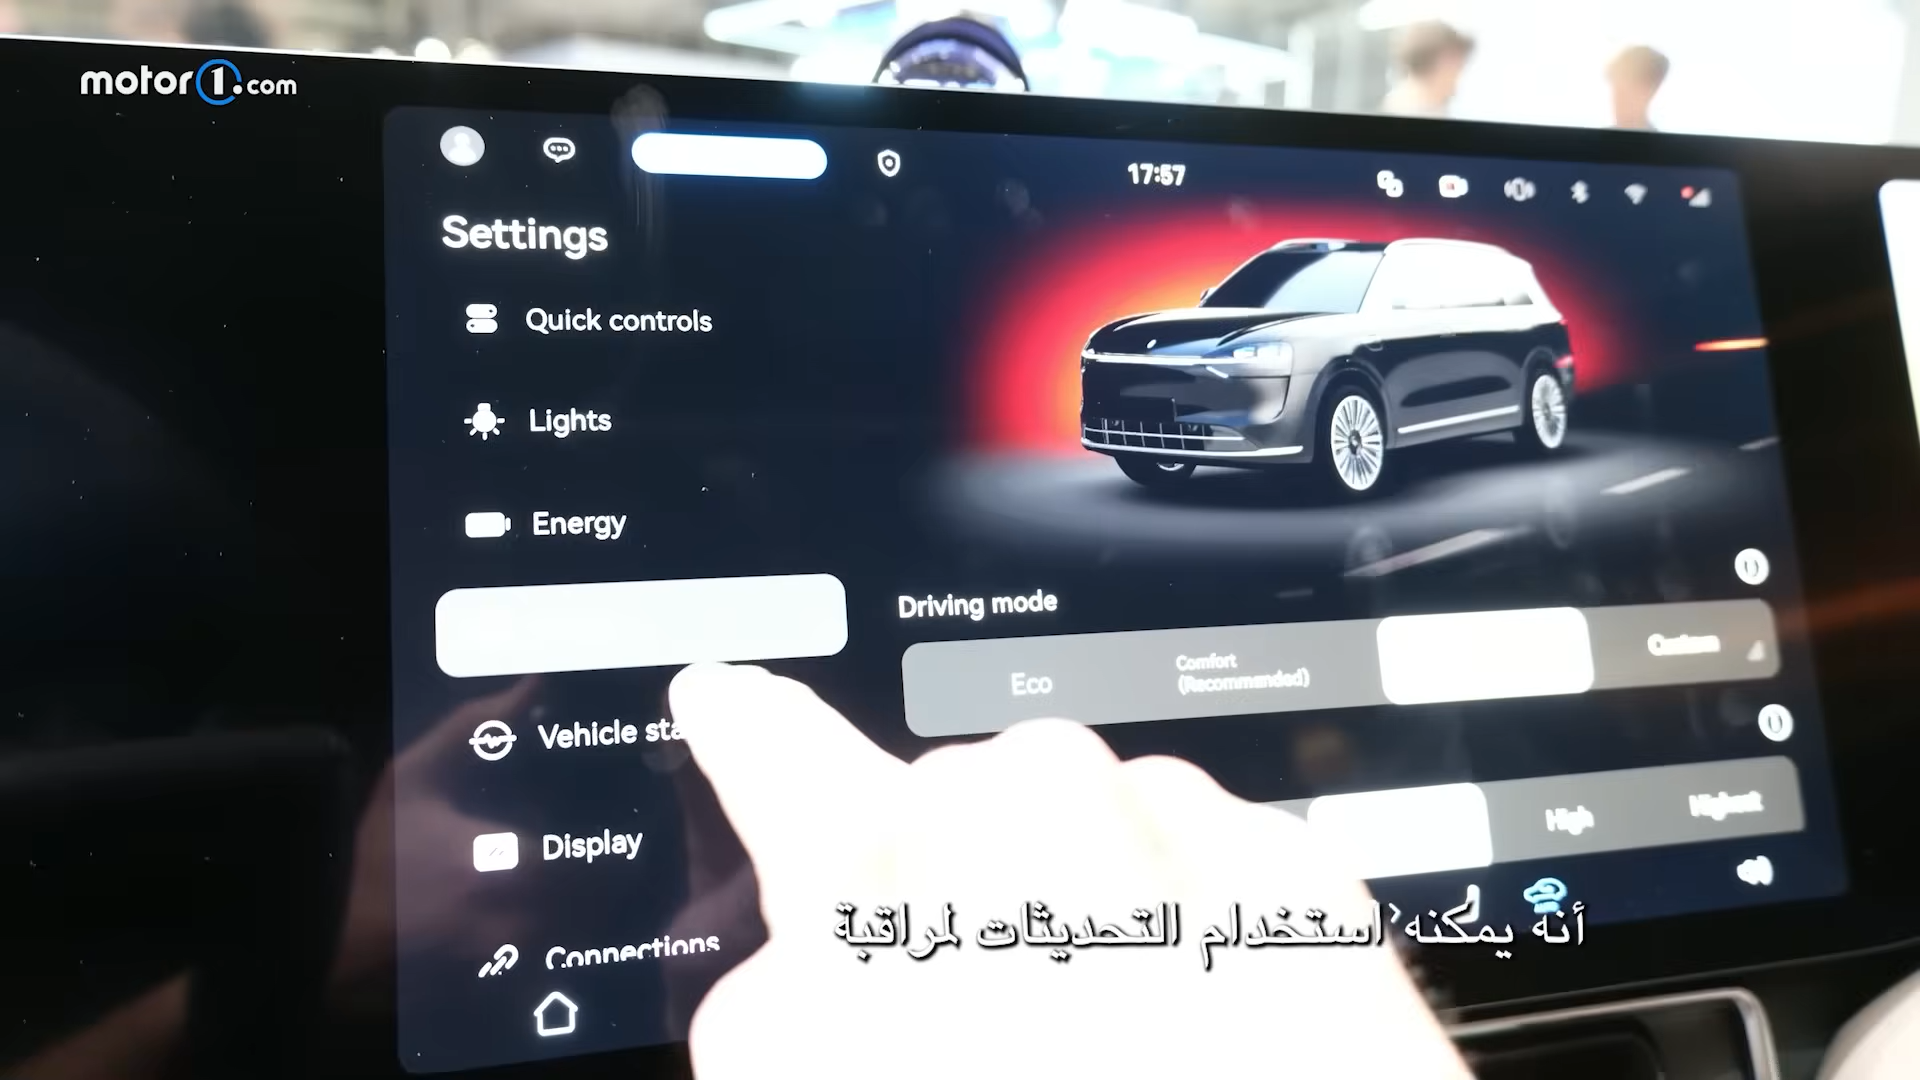 motor1.com
17:57
Settings
Quick controls
Lights
Energy
Driving mode
Eco
Comfort
(Recommended)
Custom
Vehicle sta
High
Highest
Display
Connections
أنه يمكنه استخدام التحديثات لمراقبة